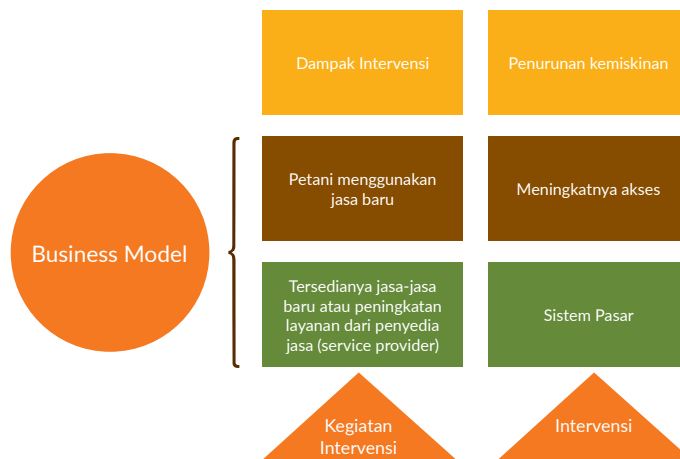 Dampak Intervensi
Penurunan kemiskinan
Petani menggunakan
jasa baru
Meningkatnya akses
Business Model
Tersedianya jasa-jasa
baru atau peningkatan
layanan dari penyedia
jasa (service provider)
Sistem Pasar
Kegiatan
Intervensi
Intervensi